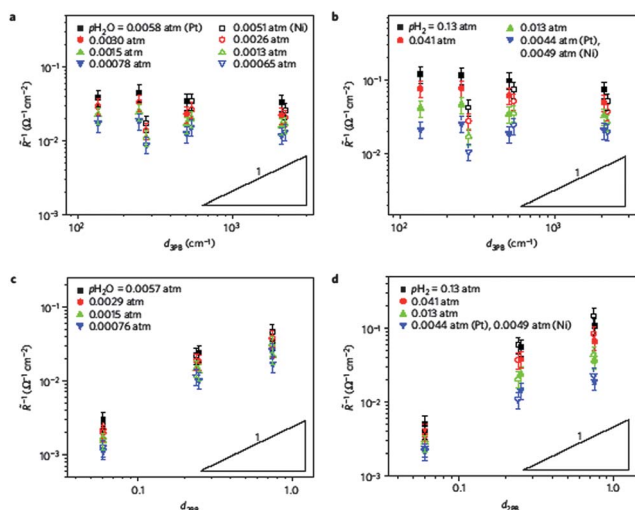 a
pH2O = 0.0058 atm (Pt)
0.0030 atm
0.0015 atm
0.00078 atm
0.0051 atm (Ni)
0.0026 atm
0.0013 atm
0.00065 atm
R̃⁻¹ (Ω⁻¹ cm⁻²)
10⁻¹
10⁻²
10⁻³
1
10²
10³
d3PB (cm⁻¹)
b
pH2 = 0.13 atm
0.041 atm
0.013 atm
0.0044 atm (Pt),
0.0049 atm (Ni)
R̃⁻¹ (Ω⁻¹ cm⁻²)
10⁻¹
10⁻²
1
10²
10³
d3PB (cm⁻¹)
c
pH2O = 0.0057 atm
0.0029 atm
0.0015 atm
0.00076 atm
R̃⁻¹ (Ω⁻¹ cm⁻²)
10⁻¹
10⁻²
10⁻³
1
0.1
1.0
d2PB
d
pH2 = 0.13 atm
0.041 atm
0.013 atm
0.0044 atm (Pt), 0.0049 atm (Ni)
R̃⁻¹ (Ω⁻¹ cm⁻²)
10⁻¹
10⁻²
10⁻³
1
0.1
1.0
d2PB